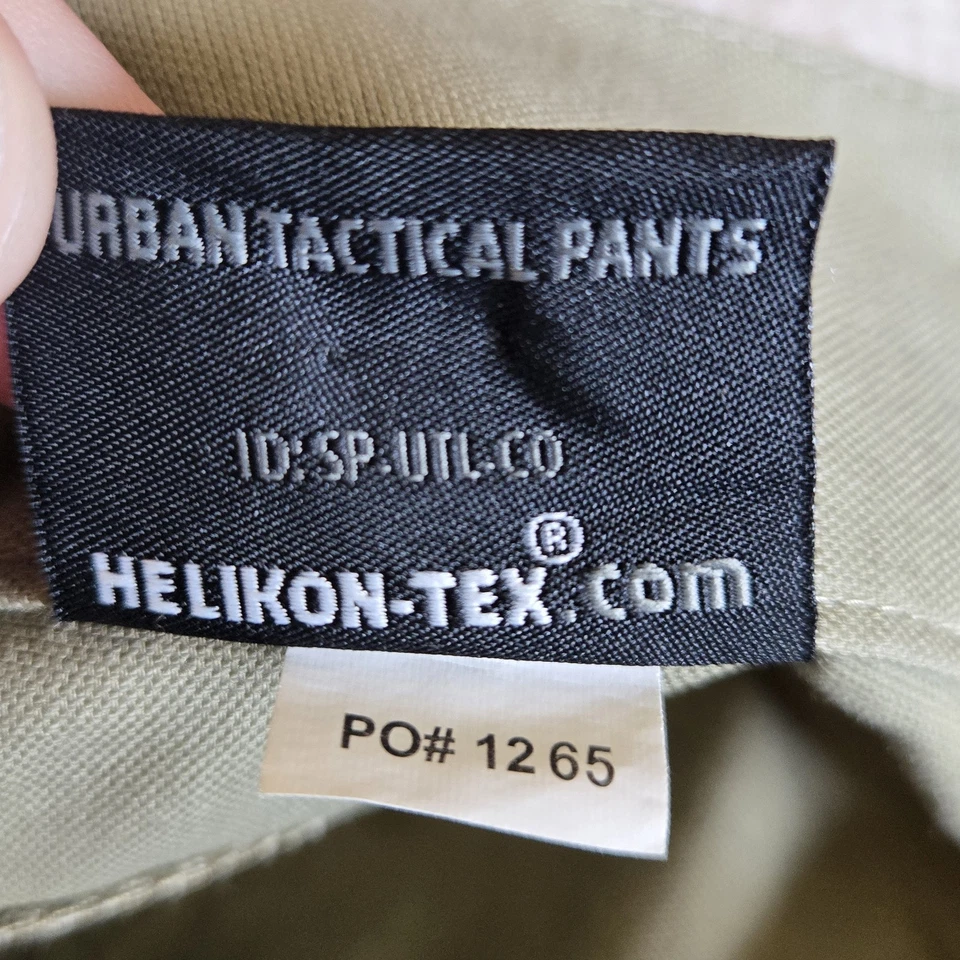 URBAN TACTICAL PANTS
ID: SP-UTL-CO
HELIKON-TEX®.com
PO# 1265